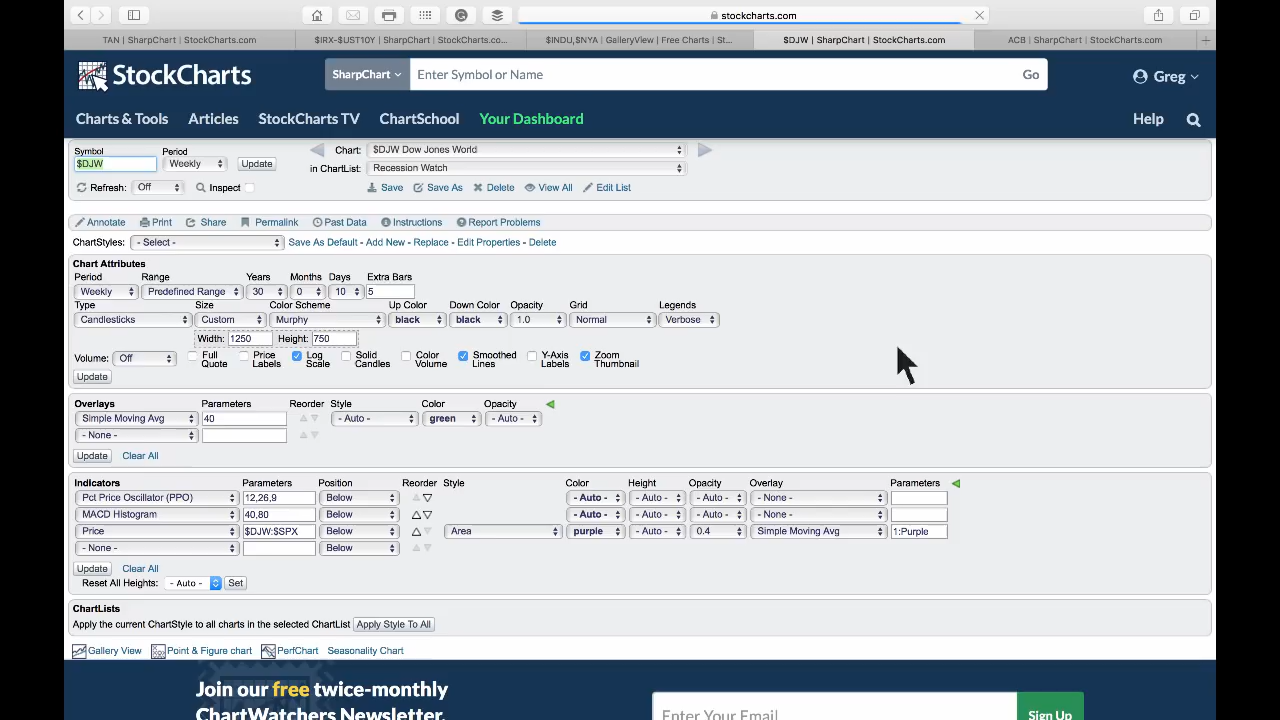 stockcharts.com
TAN | SharpChart | StockCharts.com
$IRX-$UST10Y | SharpChart | StockCharts.co...
$INDU,$NYA | GalleryView | Free Charts | St...
$DJW | SharpChart | StockCharts.com
ACB | SharpChart | StockCharts.com
StockCharts
SharpChart
Enter Symbol or Name
Go
Greg
Charts & Tools
Articles
StockCharts TV
ChartSchool
Your Dashboard
Help
Symbol
Period
$DJW
Weekly
Update
Chart:
$DJW Dow Jones World
in ChartList:
Recession Watch
Refresh:
Off
Inspect
Save
Save As
Delete
View All
Edit List
Annotate
Print
Share
Permalink
Past Data
Instructions
Report Problems
ChartStyles:
- Select -
Save As Default - Add New - Replace - Edit Properties - Delete
Chart Attributes
Period Range Years Months Days Extra Bars
Weekly Predefined Range 30 0 10 5
Type Size Color Scheme Up Color Down Color Opacity Grid Legends
Candlesticks Custom Murphy black black 1.0 Normal Verbose
Width: 1250 Height: 750
Volume: Off
Full Quote
Price Labels
Log Scale
Solid Candles
Color Volume
Smoothed Lines
Y-Axis Labels
Zoom Thumbnail
Update
Overlays Parameters Reorder Style Color Opacity
Simple Moving Avg 40 - Auto - green - Auto -
- None -
Update Clear All
Indicators Parameters Position Reorder Style Color Height Opacity Overlay Parameters
Pct Price Oscillator (PPO) 12,26,9 Below - Auto - - Auto - - Auto - - None -
MACD Histogram 40,80 Below - Auto - - Auto - - Auto - - None -
Price $DJW:$SPX Below Area purple - Auto - 0.4 Simple Moving Avg 1:Purple
- None - Below
Update Clear All
Reset All Heights: - Auto - Set
ChartLists
Apply the current ChartStyle to all charts in the selected ChartList Apply Style To All
Gallery View Point & Figure chart PerfChart Seasonality Chart
Join our free twice-monthly
ChartWatchers Newsletter.
Enter Your Email
Sign Up